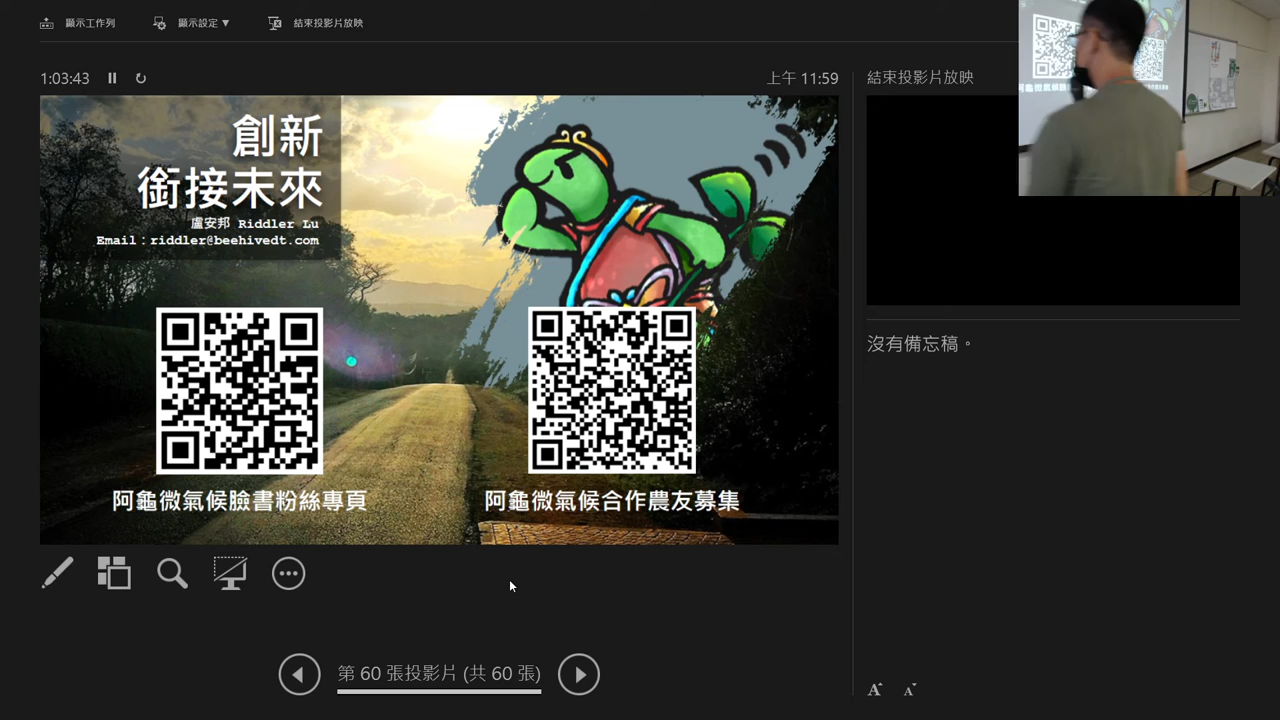 顯示工作列
顯示設定 ▼
結束投影片放映
1:03:43
上午 11:59
結束投影片放映
創新
銜接未來
盧安邦 Riddler Lu
Email：riddler@beehivedt.com
阿龜微氣候臉書粉絲專頁
阿龜微氣候合作農友募集
沒有備忘稿。
第 60 張投影片 (共 60 張)
A A